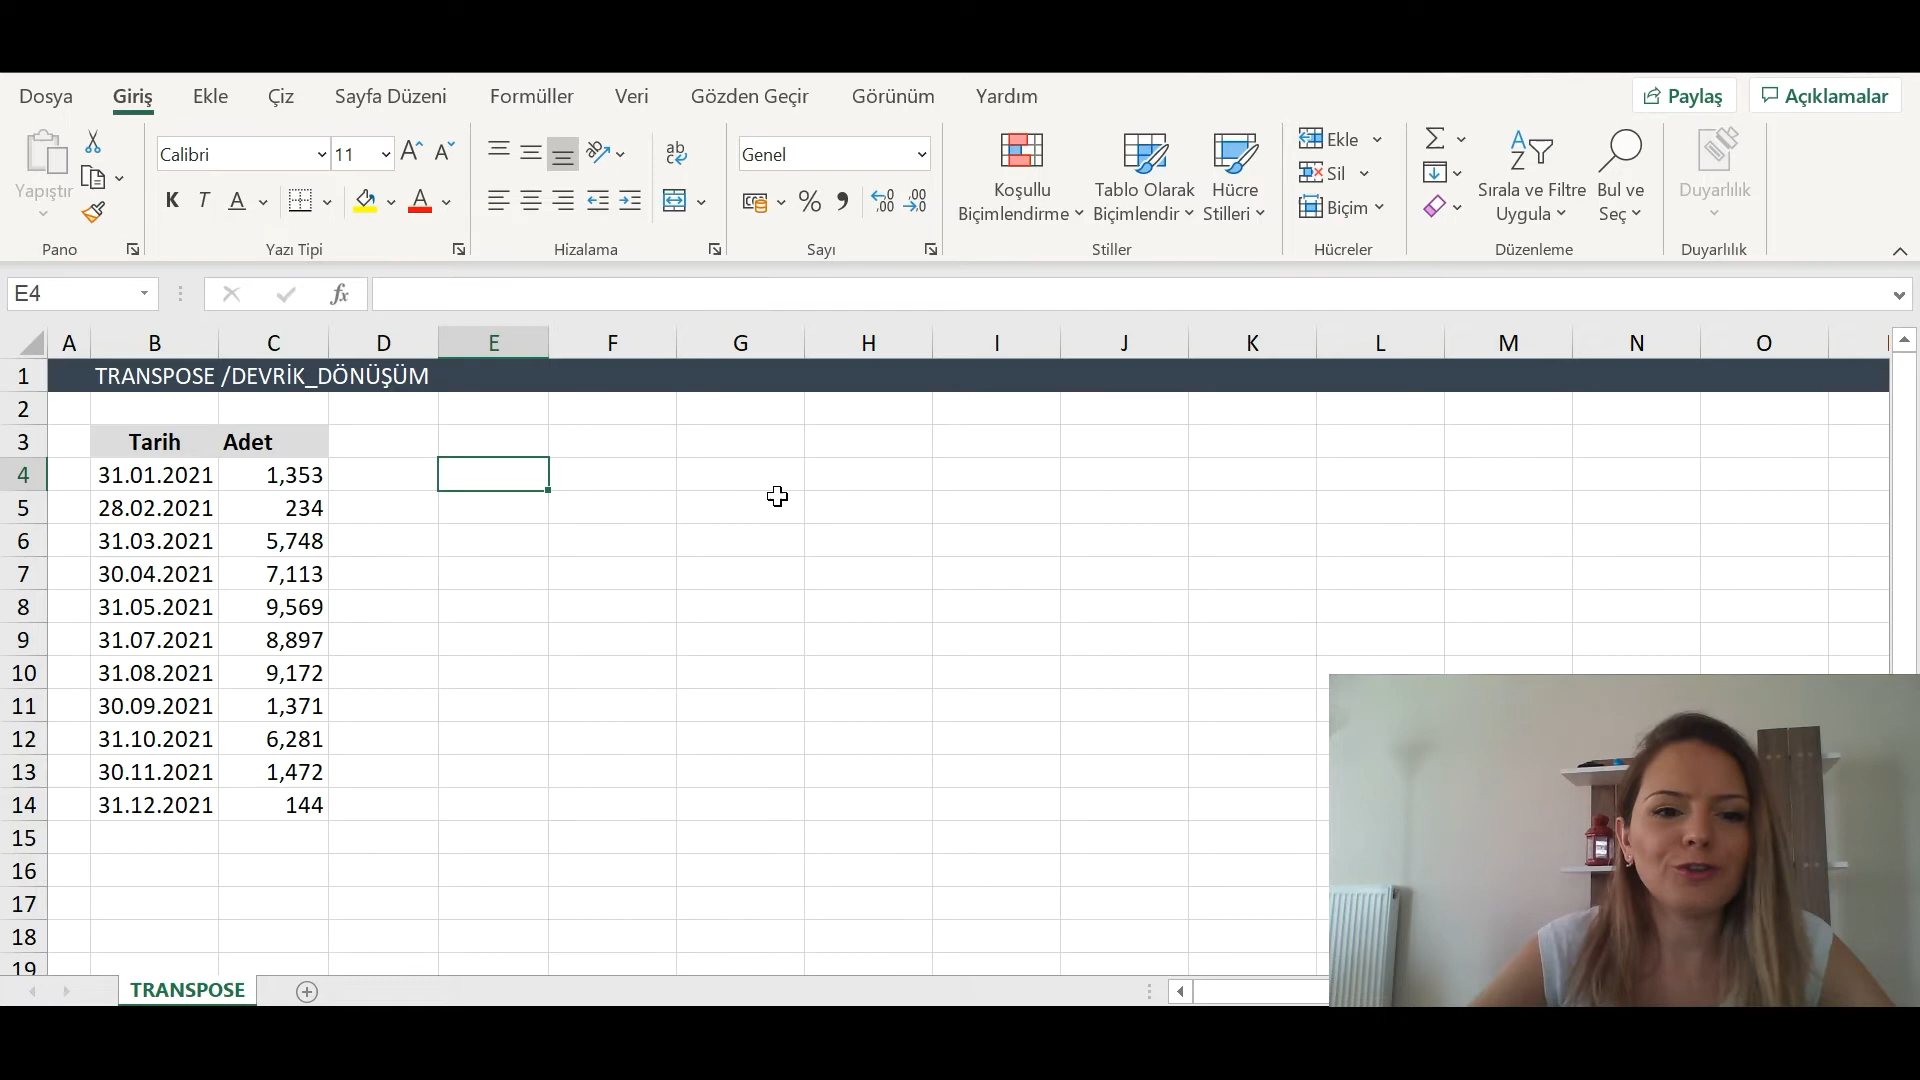 Dosya Giriş Ekle Çiz Sayfa Düzeni Formüller Veri Gözden Geçir Görünüm Yardım Paylaş Açıklamalar
Calibri 11 Genel
Yapıştır
K T A
ab
c
Koşullu
Biçimlendirme
Tablo Olarak
Biçimlendir
Hücre
Stilleri
Ekle
Sil
Biçim
Sırala ve Filtre
Uygula
Bul ve
Seç
Duyarlılık
Pano Yazı Tipi Hizalama Sayı Stiller Hücreler Düzenleme Duyarlılık
E4 fx
A B C D E F G H I J K L M N O
1 TRANSPOSE /DEVRİK_DÖNÜŞÜM
2
3 Tarih Adet
4 31.01.2021 1,353
5 28.02.2021 234
6 31.03.2021 5,748
7 30.04.2021 7,113
8 31.05.2021 9,569
9 31.07.2021 8,897
10 31.08.2021 9,172
11 30.09.2021 1,371
12 31.10.2021 6,281
13 30.11.2021 1,472
14 31.12.2021 144
15
16
17
18
19
TRANSPOSE